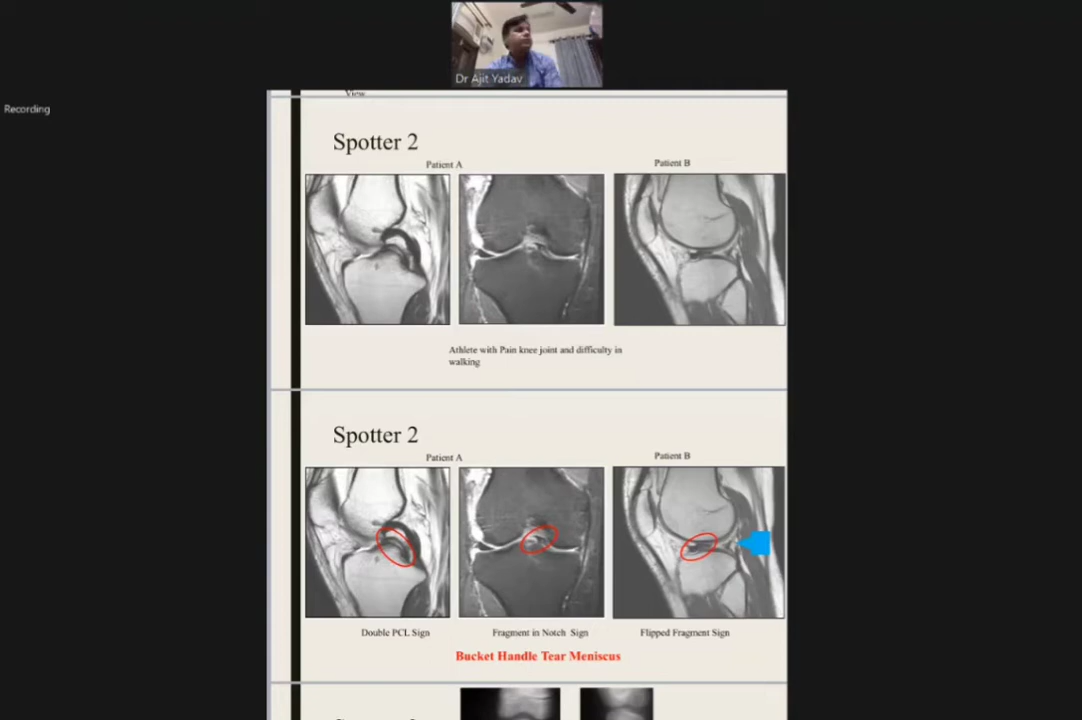 Dr Ajit Yadav
Recording
View
Spotter 2
Patient A
Patient B
Athlete with Pain knee joint and difficulty in
walking
Spotter 2
Patient A
Patient B
Double PCL Sign
Fragment in Notch Sign
Flipped Fragment Sign
Bucket Handle Tear Meniscus